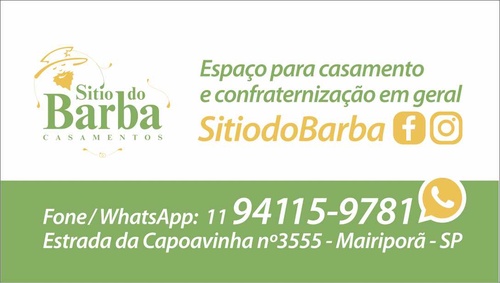 Sitio do
Barba
CASAMENTOS
Espaço para casamento
e confraternização em geral
SitiodoBarba
Fone/WhatsApp: 11 94115-9781
Estrada da Capoavinha nº3555 - Mairiporã - SP